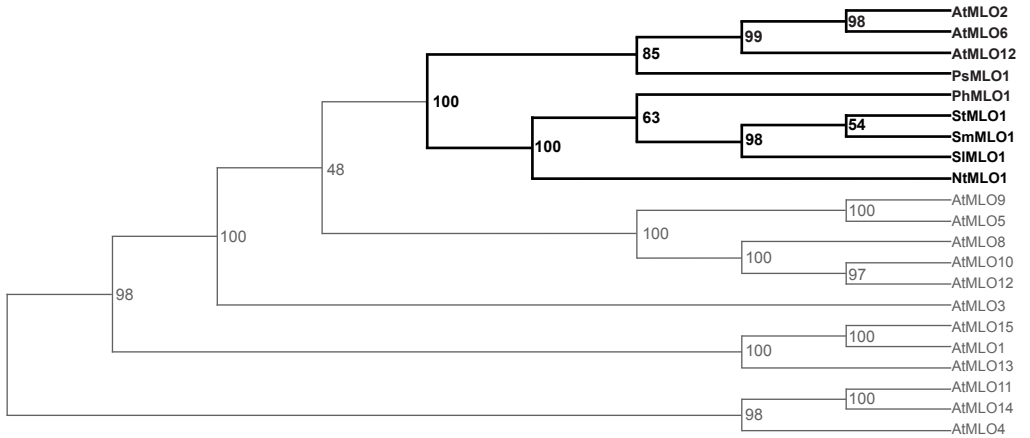 AtMLO2
98
AtMLO6
99
AtMLO12
85
PsMLO1
100
PhMLO1
63
StMLO1
54
SmMLO1
98
SlMLO1
100
NtMLO1
48
AtMLO9
100
AtMLO5
100
AtMLO8
100
AtMLO10
97
AtMLO12
100
AtMLO3
98
AtMLO15
100
AtMLO1
100
AtMLO13
AtMLO11
100
AtMLO14
98
AtMLO4